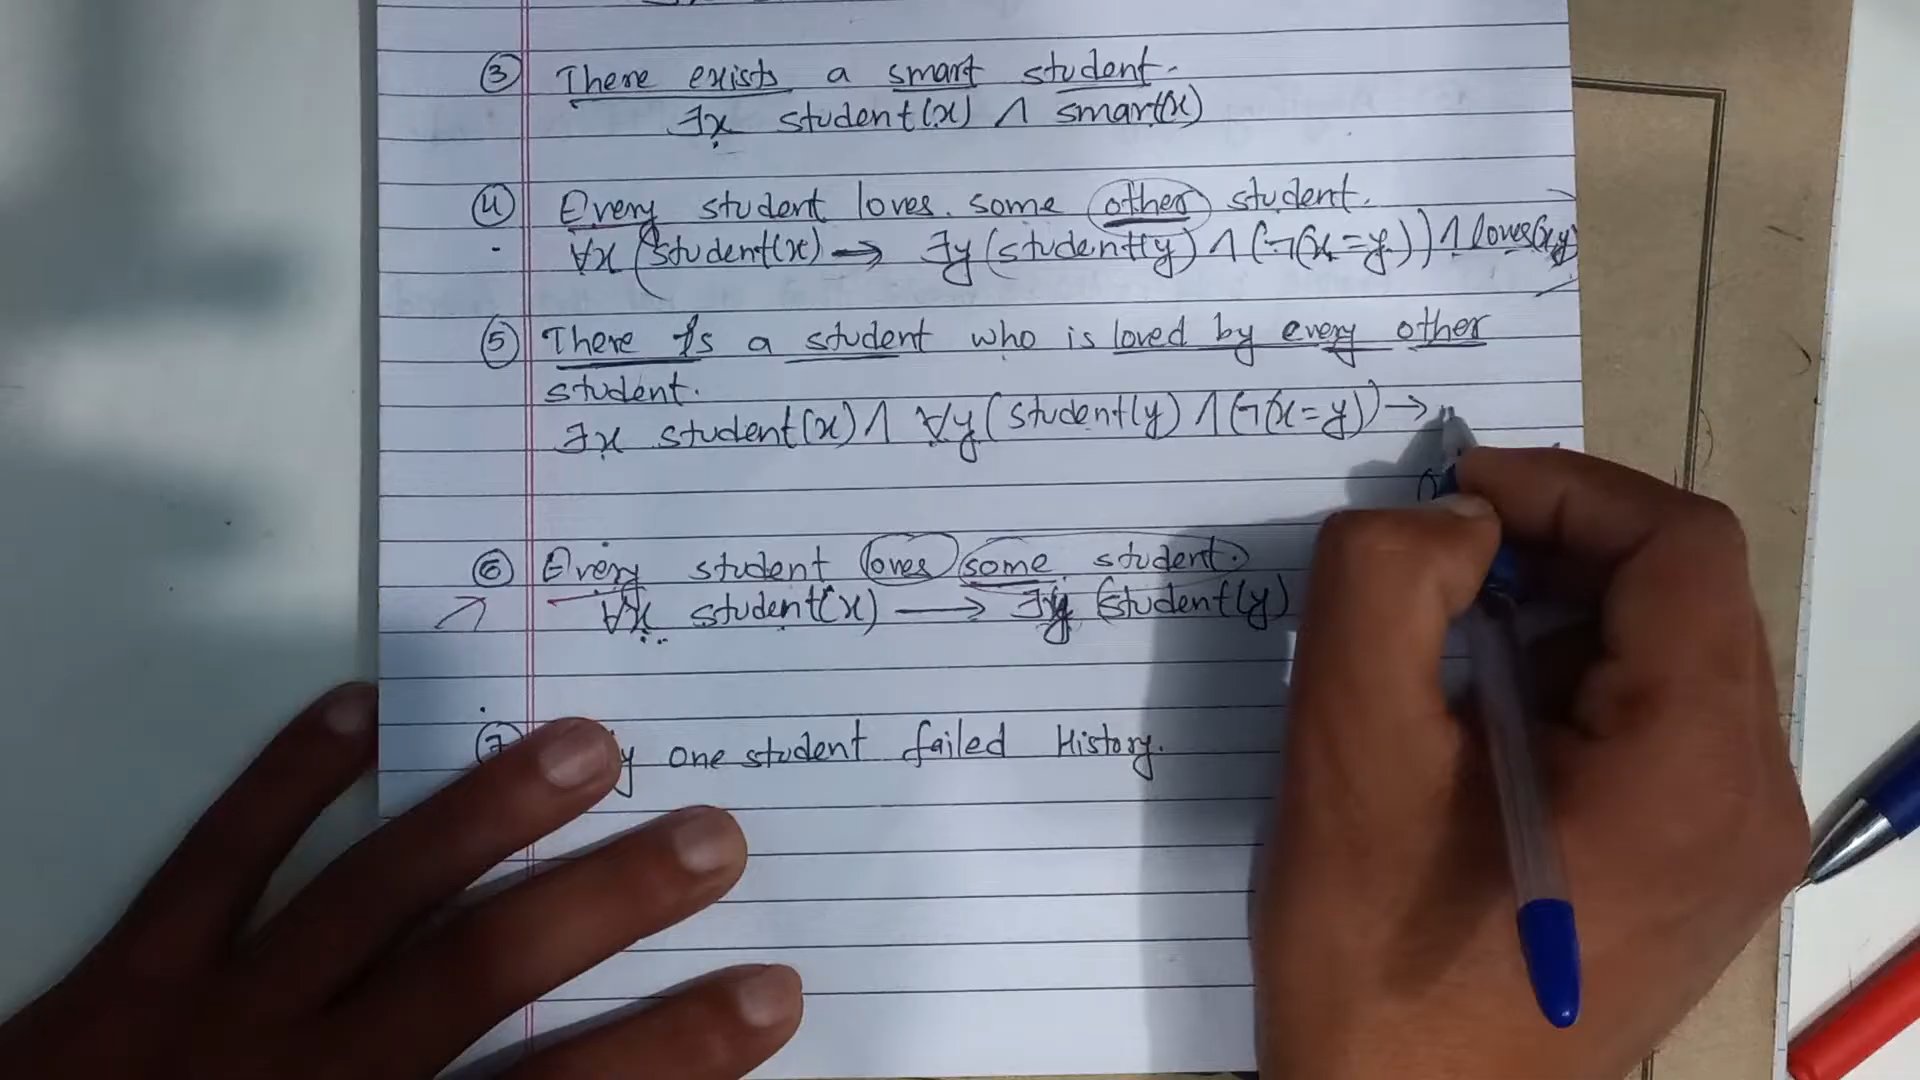 ③ There exists a smart student.
∃x student(x) ∧ smart(x)
④ Every student loves some other student.
∀x (student(x) → ∃y (student(y) ∧ (¬(x=y)) ∧ loves(x,y)
⑤ There is a student who is loved by every other
student.
∃x student(x) ∧ ∀y (student(y) ∧ (¬(x=y)) →
⑥ Every student loves some student.
∀x student(x) → ∃y (student(y)
⑦ one student failed History.